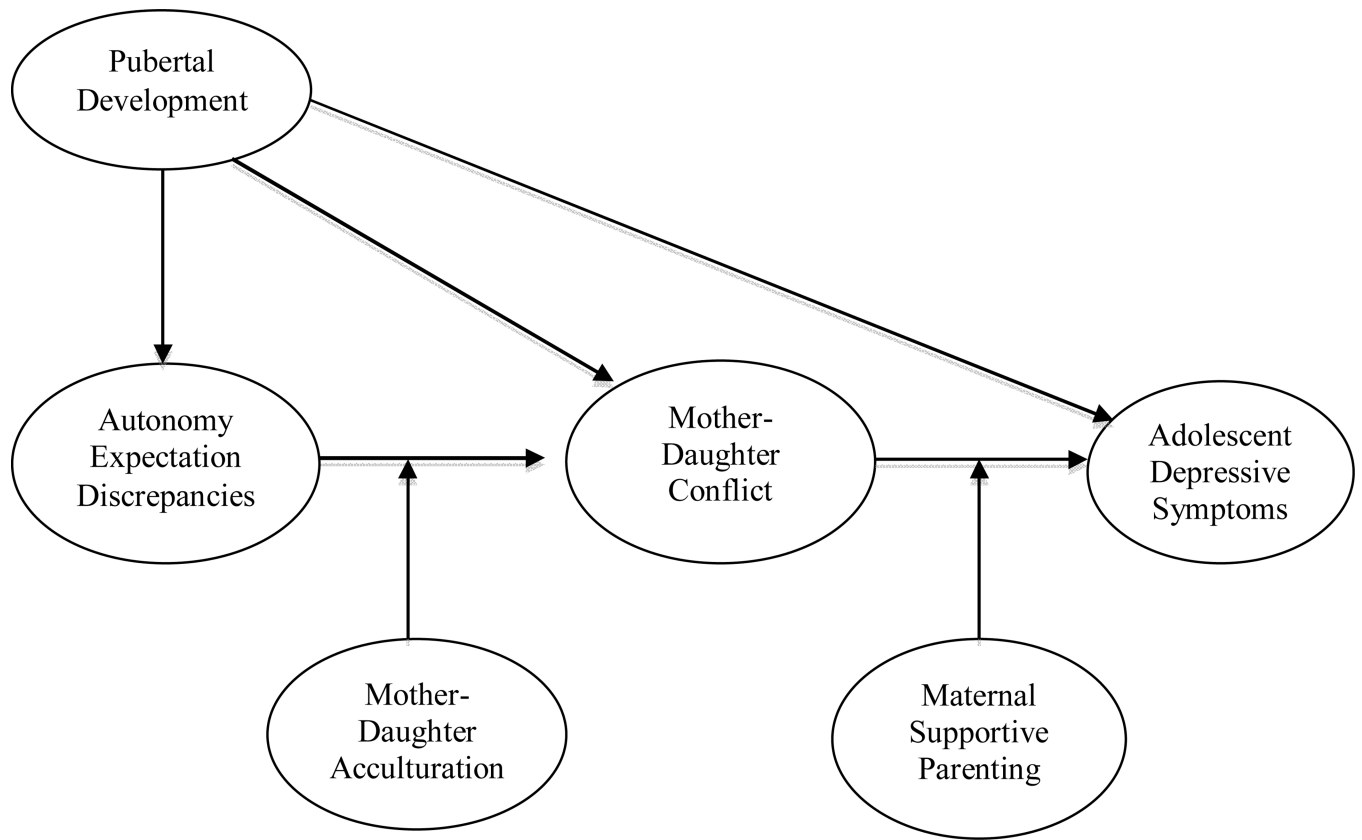 Pubertal
Development
Autonomy
Expectation
Discrepancies
Mother-
Daughter
Conflict
Adolescent
Depressive
Symptoms
Mother-
Daughter
Acculturation
Maternal
Supportive
Parenting